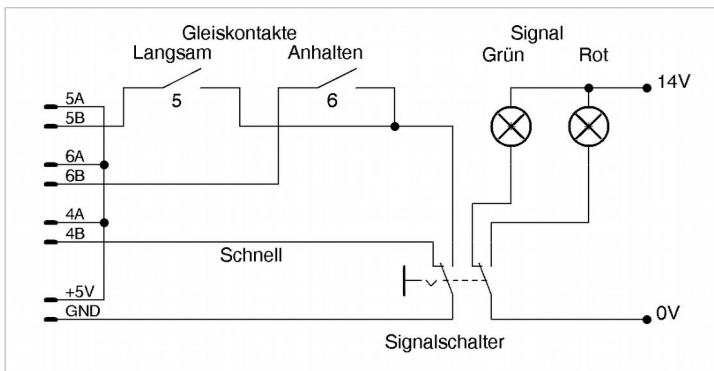 Gleiskontakte
Signal
Langsam
Anhalten
Grün
Rot
14V
5A
5
6
5B
6A
6B
4A
4B
Schnell
+5V
GND
0V
Signalschalter